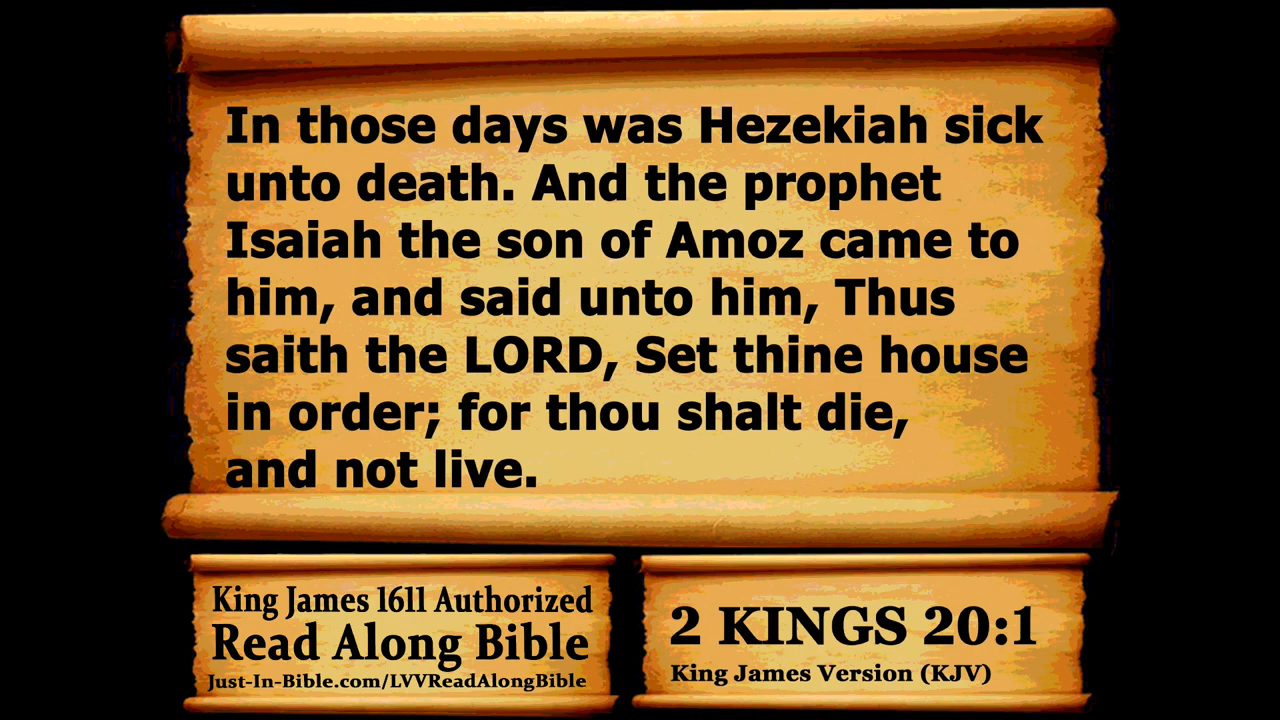 In those days was Hezekiah sick
unto death. And the prophet
Isaiah the son of Amoz came to
him, and said unto him, Thus
saith the LORD, Set thine house
in order; for thou shalt die,
and not live.
King James 1611 Authorized
Read Along Bible
Just-In-Bible.com/LVVReadAlongBible
2 KINGS 20:1
King James Version (KJV)